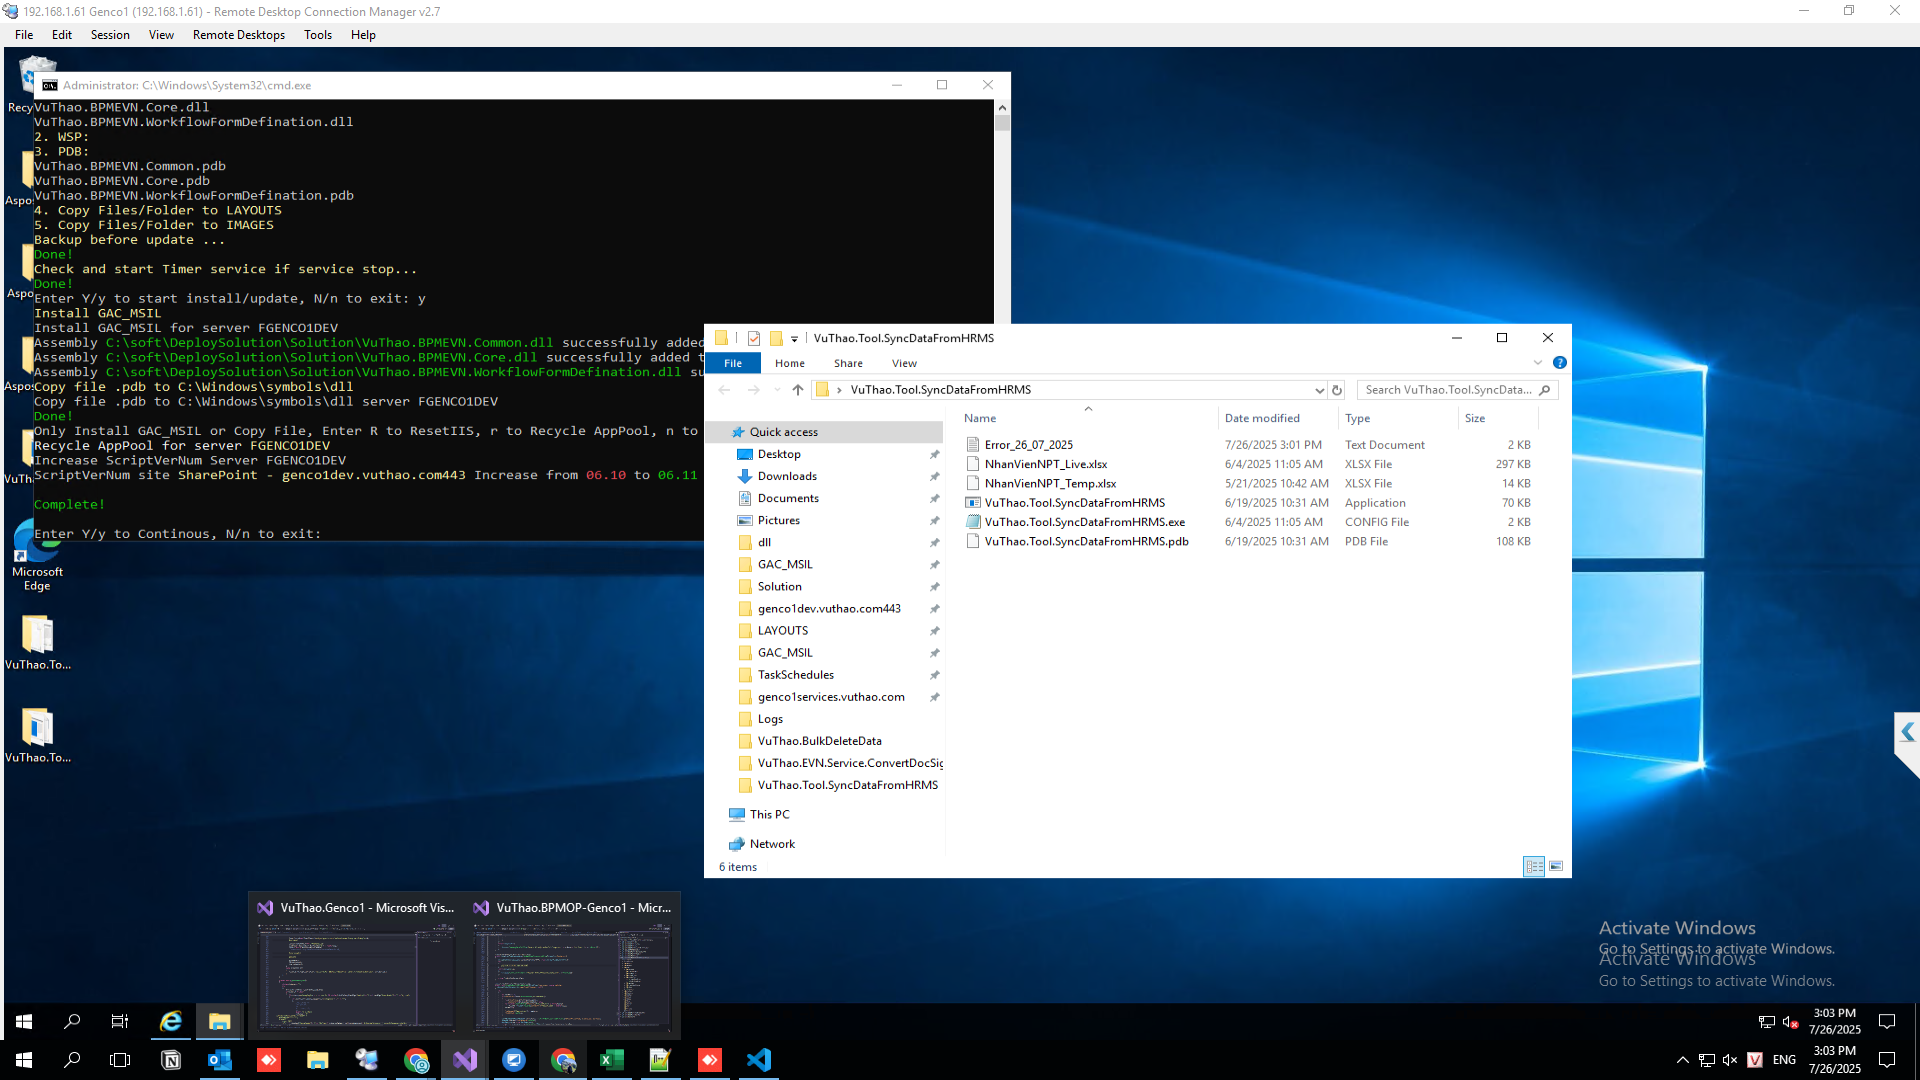 192.168.1.61 Genco1 (192.168.1.61) - Remote Desktop Connection Manager v2.7
File Edit Session View Remote Desktops Tools Help
Recy
Aspo
Aspo
Aspo
VuTh
Microsoft
Edge
VuThao.To...
VuThao.To...
Administrator: C:\Windows\System32\cmd.exe
VuThao.BPMEVN.Core.dll
VuThao.BPMEVN.WorkflowFormDefination.dll
2. WSP:
3. PDB:
VuThao.BPMEVN.Common.pdb
VuThao.BPMEVN.Core.pdb
VuThao.BPMEVN.WorkflowFormDefination.pdb
4. Copy Files/Folder to LAYOUTS
5. Copy Files/Folder to IMAGES
Backup before update ...
Done!
Check and start Timer service if service stop...
Done!
Enter Y/y to start install/update, N/n to exit: y
Install GAC_MSIL
Install GAC_MSIL for server FGENCO1DEV
Assembly C:\soft\DeploySolution\Solution\VuThao.BPMEVN.Common.dll successfully added
Assembly C:\soft\DeploySolution\Solution\VuThao.BPMEVN.Core.dll successfully added t
Assembly C:\soft\DeploySolution\Solution\VuThao.BPMEVN.WorkflowFormDefination.dll su
Copy file .pdb to C:\Windows\symbols\dll
Copy file .pdb to C:\Windows\symbols\dll server FGENCO1DEV
Done!
Only Install GAC_MSIL or Copy File, Enter R to ResetIIS, r to Recycle AppPool, n to
Recycle AppPool for server FGENCO1DEV
Increase ScriptVerNum Server FGENCO1DEV
ScriptVerNum site SharePoint - genco1dev.vuthao.com443 Increase from 06.10 to 06.11
Complete!
Enter Y/y to Continous, N/n to exit:
VuThao.Tool.SyncDataFromHRMS
File Home Share View
VuThao.Tool.SyncDataFromHRMS
Search VuThao.Tool.SyncData...
Quick access
Desktop
Downloads
Documents
Pictures
dll
GAC_MSIL
Solution
genco1dev.vuthao.com443
LAYOUTS
GAC_MSIL
TaskSchedules
genco1services.vuthao.com
Logs
VuThao.BulkDeleteData
VuThao.EVN.Service.ConvertDocSig
VuThao.Tool.SyncDataFromHRMS
This PC
Network
Name Date modified Type Size
Error_26_07_2025 7/26/2025 3:01 PM Text Document 2 KB
NhanVienNPT_Live.xlsx 6/4/2025 11:05 AM XLSX File 297 KB
NhanVienNPT_Temp.xlsx 5/21/2025 10:42 AM XLSX File 14 KB
VuThao.Tool.SyncDataFromHRMS 6/19/2025 10:31 AM Application 70 KB
VuThao.Tool.SyncDataFromHRMS.exe 6/4/2025 11:05 AM CONFIG File 2 KB
VuThao.Tool.SyncDataFromHRMS.pdb 6/19/2025 10:31 AM PDB File 108 KB
6 items
VuThao.Genco1 - Microsoft Vis...
VuThao.BPMOP-Genco1 - Micr...
Activate Windows
Go to Settings to activate Windows.
Activate Windows
Go to Settings to activate Windows.
3:03 PM
7/26/2025
ENG
3:03 PM
7/26/2025